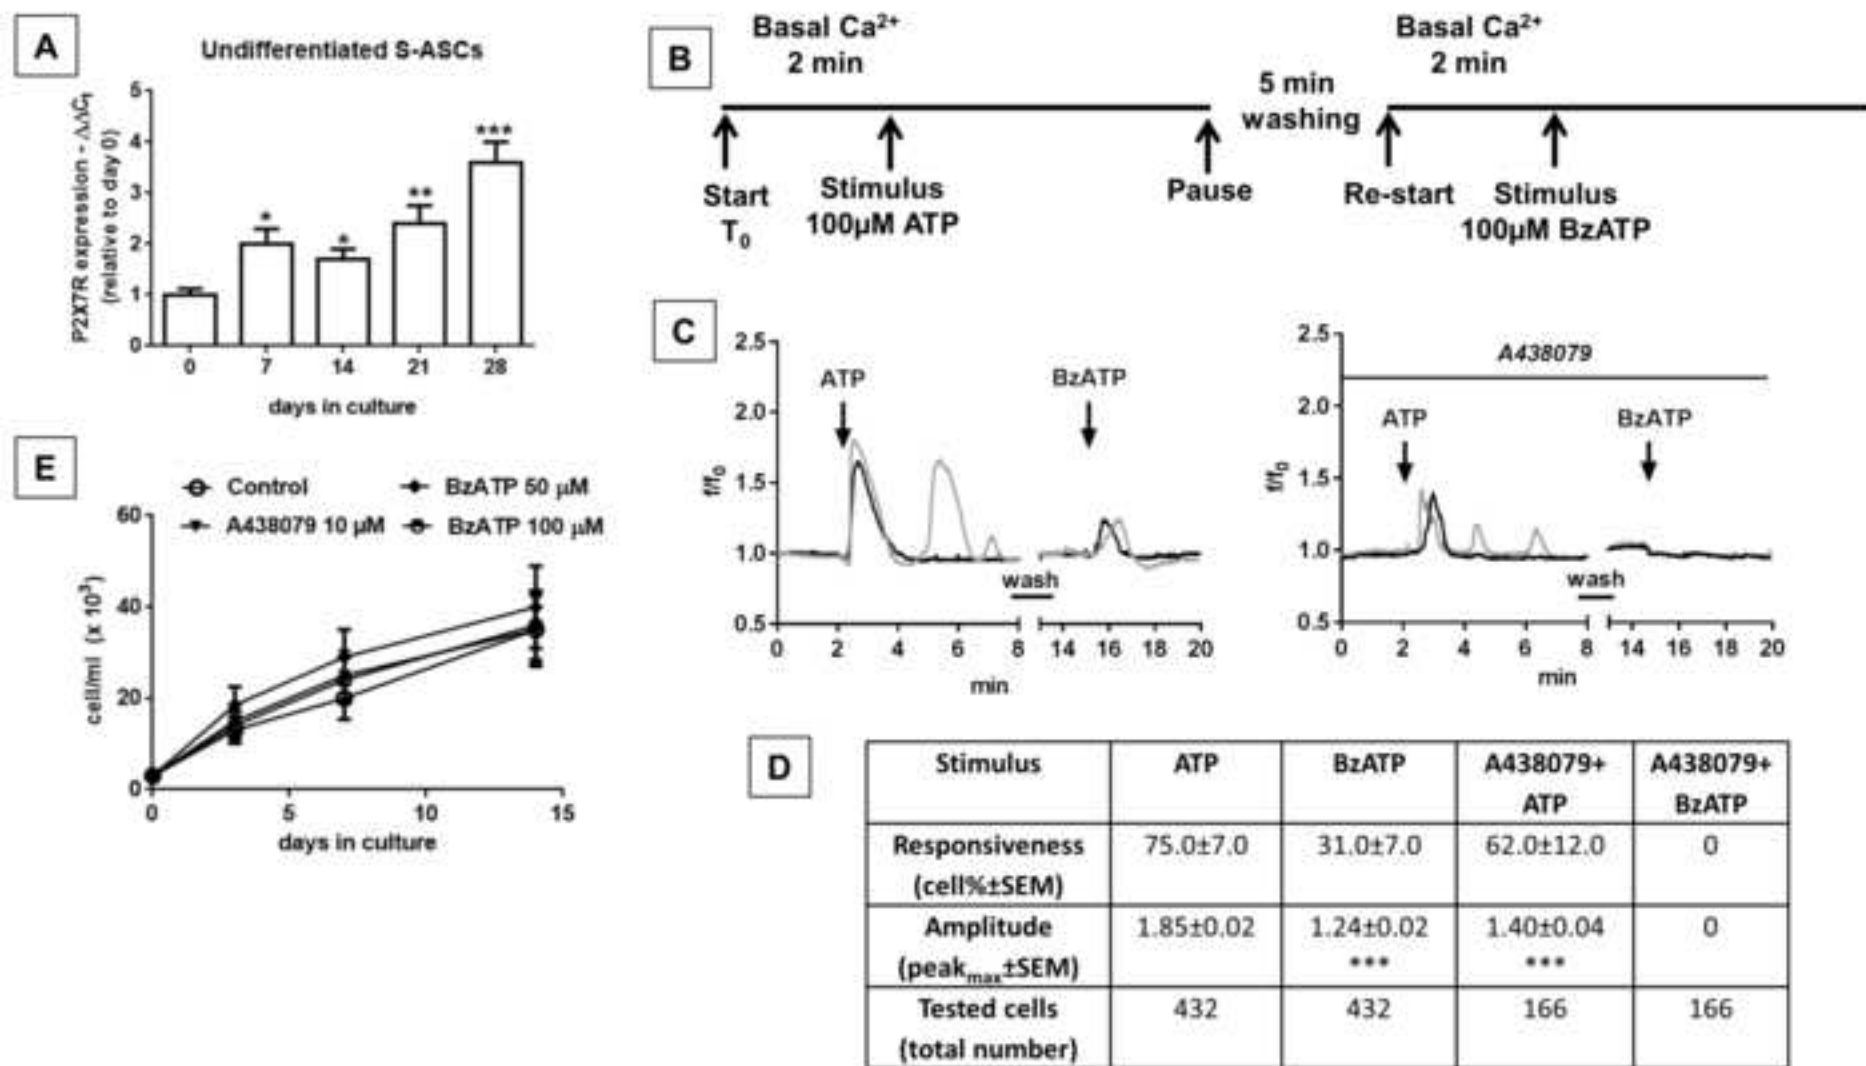 A
Undifferentiated S-ASCs
P2X7R expression - ΔΔCt
(relative to day 0)
5
4
3
2
1
0
*
*
**
***
0 7 14 21 28
days in culture
B
Basal Ca²⁺
2 min
5 min
washing
Basal Ca²⁺
2 min
Start
T₀
Stimulus
100µM ATP
Pause
Re-start
Stimulus
100µM BzATP
C
f/f₀
2.5
2.0
1.5
1.0
0.5
ATP
BzATP
wash
0 2 4 6 8 14 16 18 20
min
f/f₀
2.5
2.0
1.5
1.0
0.5
A438079
ATP
BzATP
wash
0 2 4 6 8 14 16 18 20
min
E
Control
BzATP 50 µM
A438079 10 µM
BzATP 100 µM
cell/ml (x 10³)
60
40
20
0
0 5 10 15
days in culture
D
Stimulus ATP BzATP A438079+ A438079+
ATP BzATP
Responsiveness 75.0±7.0 31.0±7.0 62.0±12.0 0
(cell%±SEM)
Amplitude 1.85±0.02 1.24±0.02 1.40±0.04 0
(peakmax±SEM) *** ***
Tested cells 432 432 166 166
(total number)